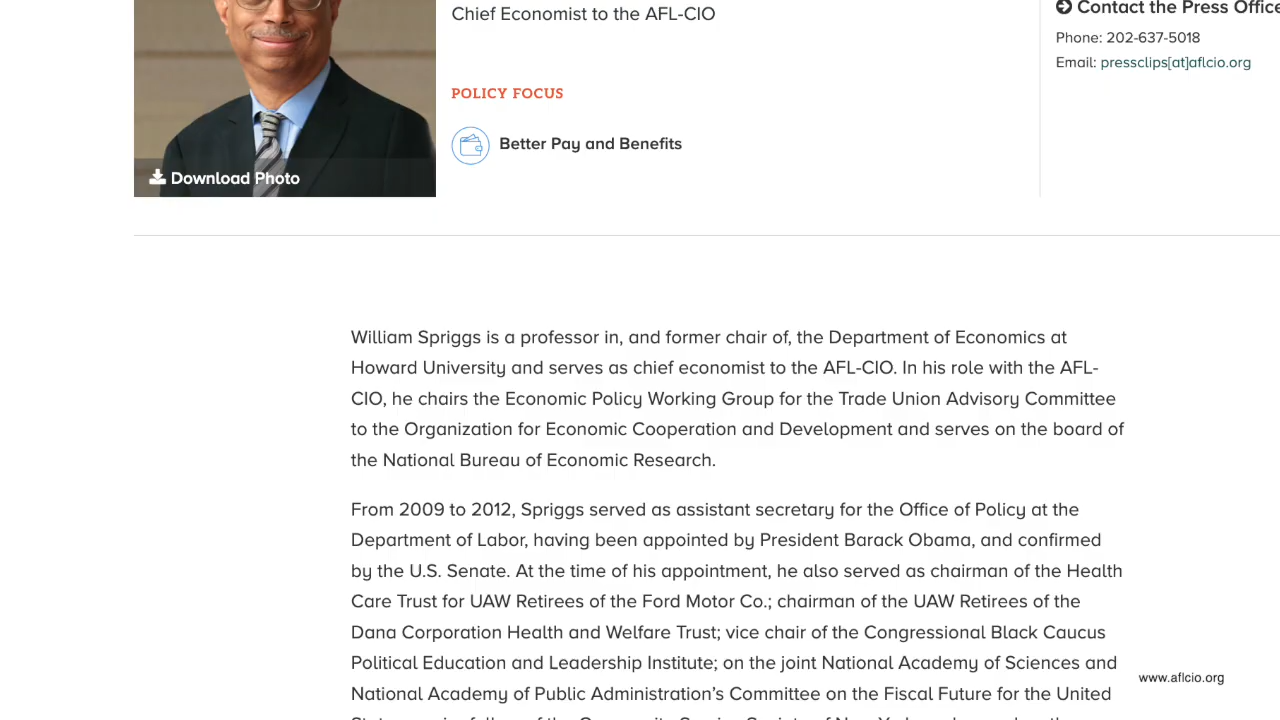 Chief Economist to the AFL-CIO
POLICY FOCUS
Better Pay and Benefits
Download Photo
Contact the Press Office
Phone: 202-637-5018
Email: pressclips[at]aflcio.org
William Spriggs is a professor in, and former chair of, the Department of Economics at
Howard University and serves as chief economist to the AFL-CIO. In his role with the AFL-
CIO, he chairs the Economic Policy Working Group for the Trade Union Advisory Committee
to the Organization for Economic Cooperation and Development and serves on the board of
the National Bureau of Economic Research.
From 2009 to 2012, Spriggs served as assistant secretary for the Office of Policy at the
Department of Labor, having been appointed by President Barack Obama, and confirmed
by the U.S. Senate. At the time of his appointment, he also served as chairman of the Health
Care Trust for UAW Retirees of the Ford Motor Co.; chairman of the UAW Retirees of the
Dana Corporation Health and Welfare Trust; vice chair of the Congressional Black Caucus
Political Education and Leadership Institute; on the joint National Academy of Sciences and
National Academy of Public Administration’s Committee on the Fiscal Future for the United
www.aflcio.org